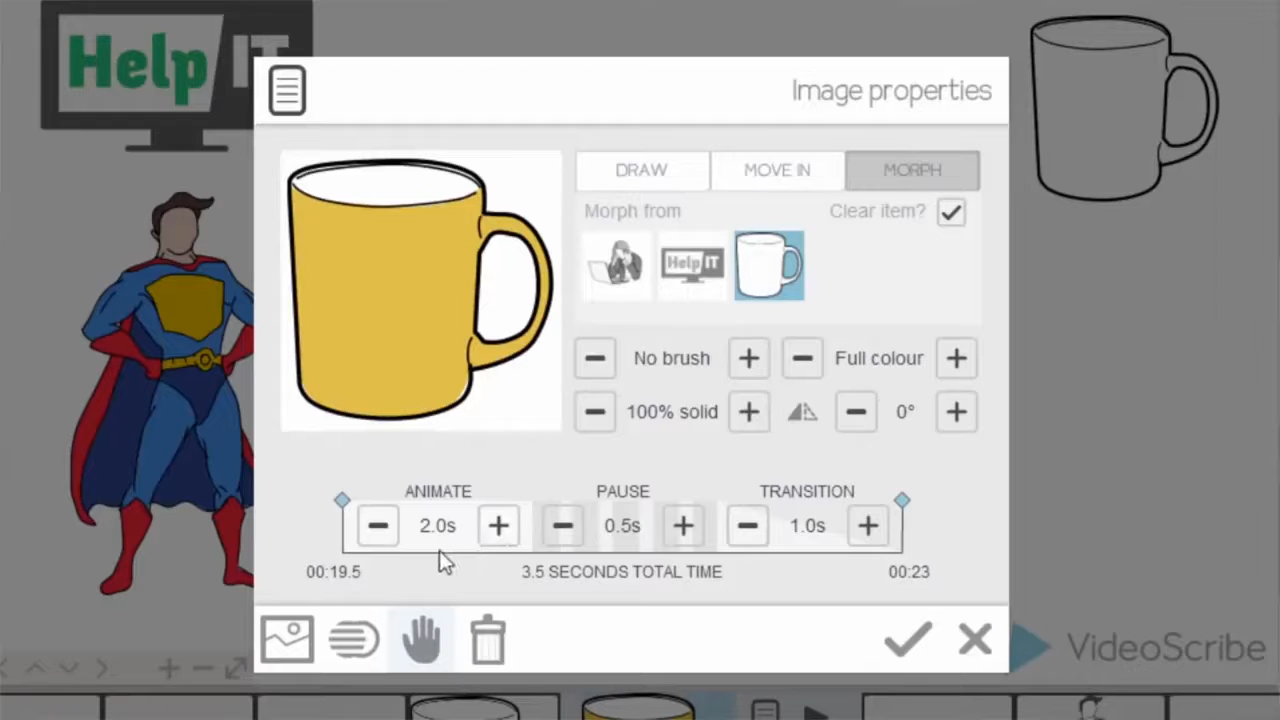 Help IT
Image properties
DRAW MOVE IN MORPH
Morph from Clear item?
Help IT
No brush Full colour
100% solid 0°
ANIMATE PAUSE TRANSITION
2.0s 0.5s 1.0s
00:19.5 3.5 SECONDS TOTAL TIME 00:23
VideoScribe